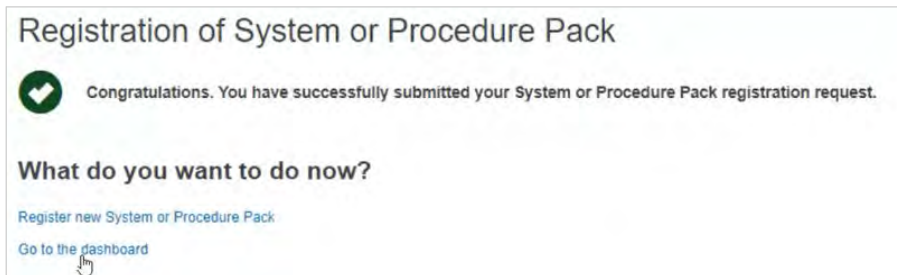 Registration of System or Procedure Pack
Congratulations. You have successfully submitted your System or Procedure Pack registration request.
What do you want to do now?
Register new System or Procedure Pack
Go to the dashboard